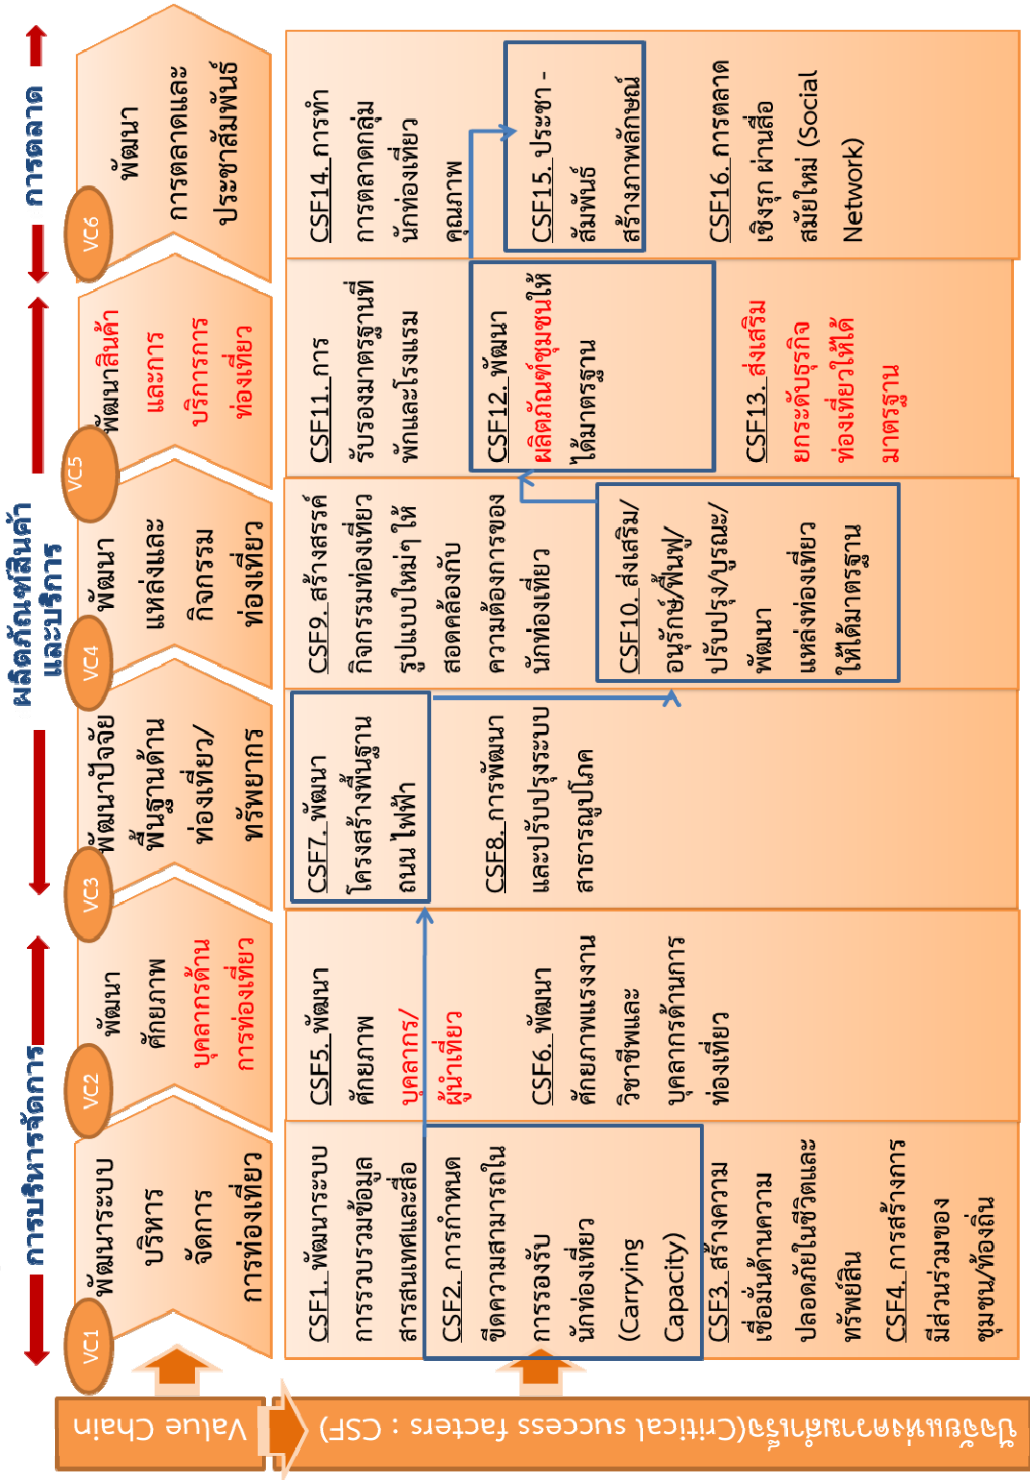 การบริหารจัดการ
ผลิตภัณฑ์สินค้า
และบริการ
การตลาด
Value Chain
VC1
พัฒนาระบบ
บริหาร
จัดการ
การท่องเที่ยว
VC2
พัฒนา
ศักยภาพ
บุคลากรด้าน
การท่องเที่ยว
VC3
พัฒนาปัจจัย
พื้นฐานด้าน
ท่องเที่ยว/
ทรัพยากร
VC4
พัฒนา
แหล่งและ
กิจกรรม
ท่องเที่ยว
VC5
พัฒนาสินค้า
และการ
บริการการ
ท่องเที่ยว
VC6
พัฒนา
การตลาดและ
ประชาสัมพันธ์
ปัจจัยแห่งความสำเร็จ(Critical success factors : CSF)
CSF1. พัฒนาระบบ
การรวบรวมข้อมูล
สารสนเทศและสื่อ
CSF2. การกำหนด
ขีดความสามารถใน
การรองรับ
นักท่องเที่ยว
(Carrying
Capacity)
CSF3. สร้างความ
เชื่อมั่นด้านความ
ปลอดภัยในชีวิตและ
ทรัพย์สิน
CSF4. การสร้างการ
มีส่วนร่วมของ
ชุมชน/ท้องถิ่น
CSF5. พัฒนา
ศักยภาพ
บุคลากร/
ผู้นำเที่ยว
CSF6. พัฒนา
ศักยภาพแรงงาน
วิชาชีพและ
บุคลากรด้านการ
ท่องเที่ยว
CSF7. พัฒนา
โครงสร้างพื้นฐาน
ถนน ไฟฟ้า
CSF8. การพัฒนา
และปรับปรุงระบบ
สาธารณูปโภค
CSF9. สร้างสรรค์
กิจกรรมท่องเที่ยว
รูปแบบใหม่ๆ ให้
สอดคล้องกับ
ความต้องการของ
นักท่องเที่ยว
CSF10. ส่งเสริม/
อนุรักษ์/ฟื้นฟู/
ปรับปรุง/บูรณะ/
พัฒนา
แหล่งท่องเที่ยว
ให้ได้มาตรฐาน
CSF11. การ
รับรองมาตรฐานที่
พักและโรงแรม
CSF12. พัฒนา
ผลิตภัณฑ์ชุมชนให้
ได้มาตรฐาน
CSF13. ส่งเสริม
ยกระดับธุรกิจ
ท่องเที่ยวให้ได้
มาตรฐาน
CSF14. การทำ
การตลาดกลุ่ม
นักท่องเที่ยว
คุณภาพ
CSF15. ประชา -
สัมพันธ์
สร้างภาพลักษณ์
CSF16. การตลาด
เชิงรุก ผ่านสื่อ
สมัยใหม่ (Social
Network)